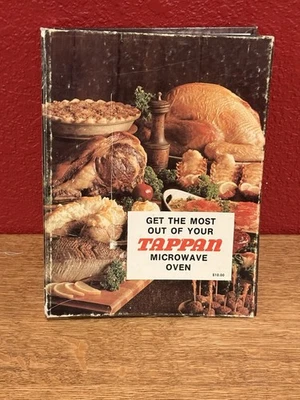 GET THE MOST
OUT OF YOUR
TAPPAN
MICROWAVE
OVEN